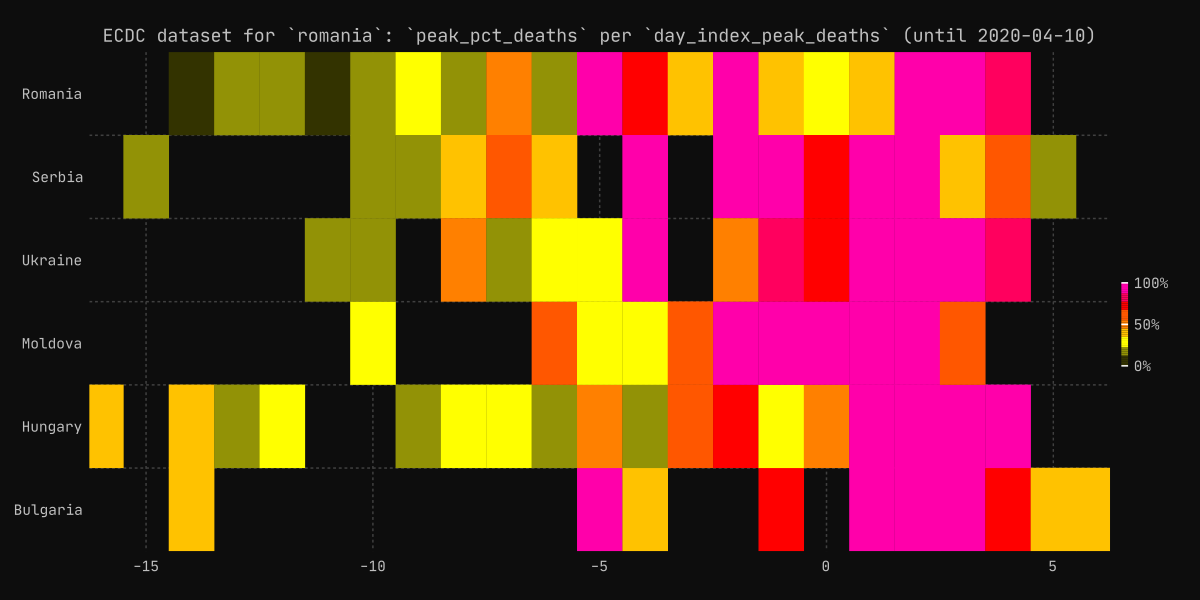 ECDC dataset for `romania`: `peak_pct_deaths` per `day_index_peak_deaths` (until 2020-04-10)
Romania
Serbia
Ukraine
Moldova
Hungary
Bulgaria
100%
50%
0%
-15
-10
-5
0
5